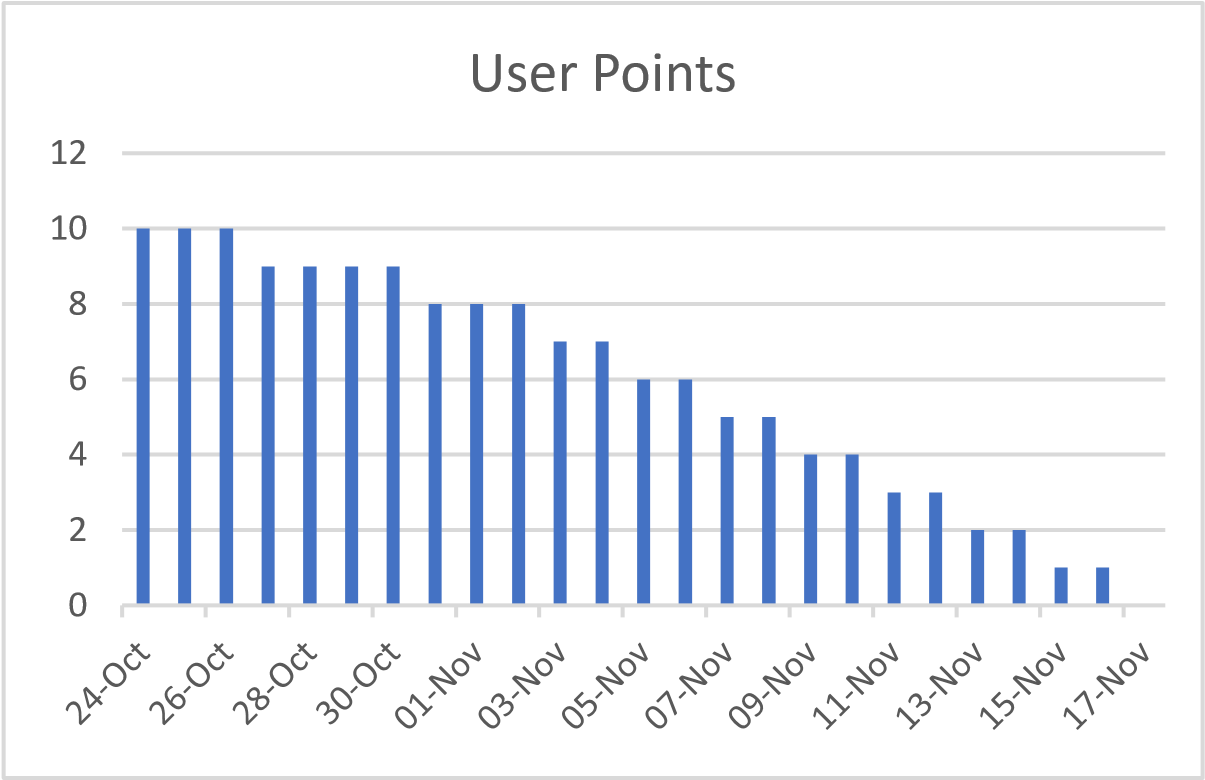 User Points
12
10
8
6
4
2
0
24-Oct
26-Oct
28-Oct
30-Oct
01-Nov
03-Nov
05-Nov
07-Nov
09-Nov
11-Nov
13-Nov
15-Nov
17-Nov